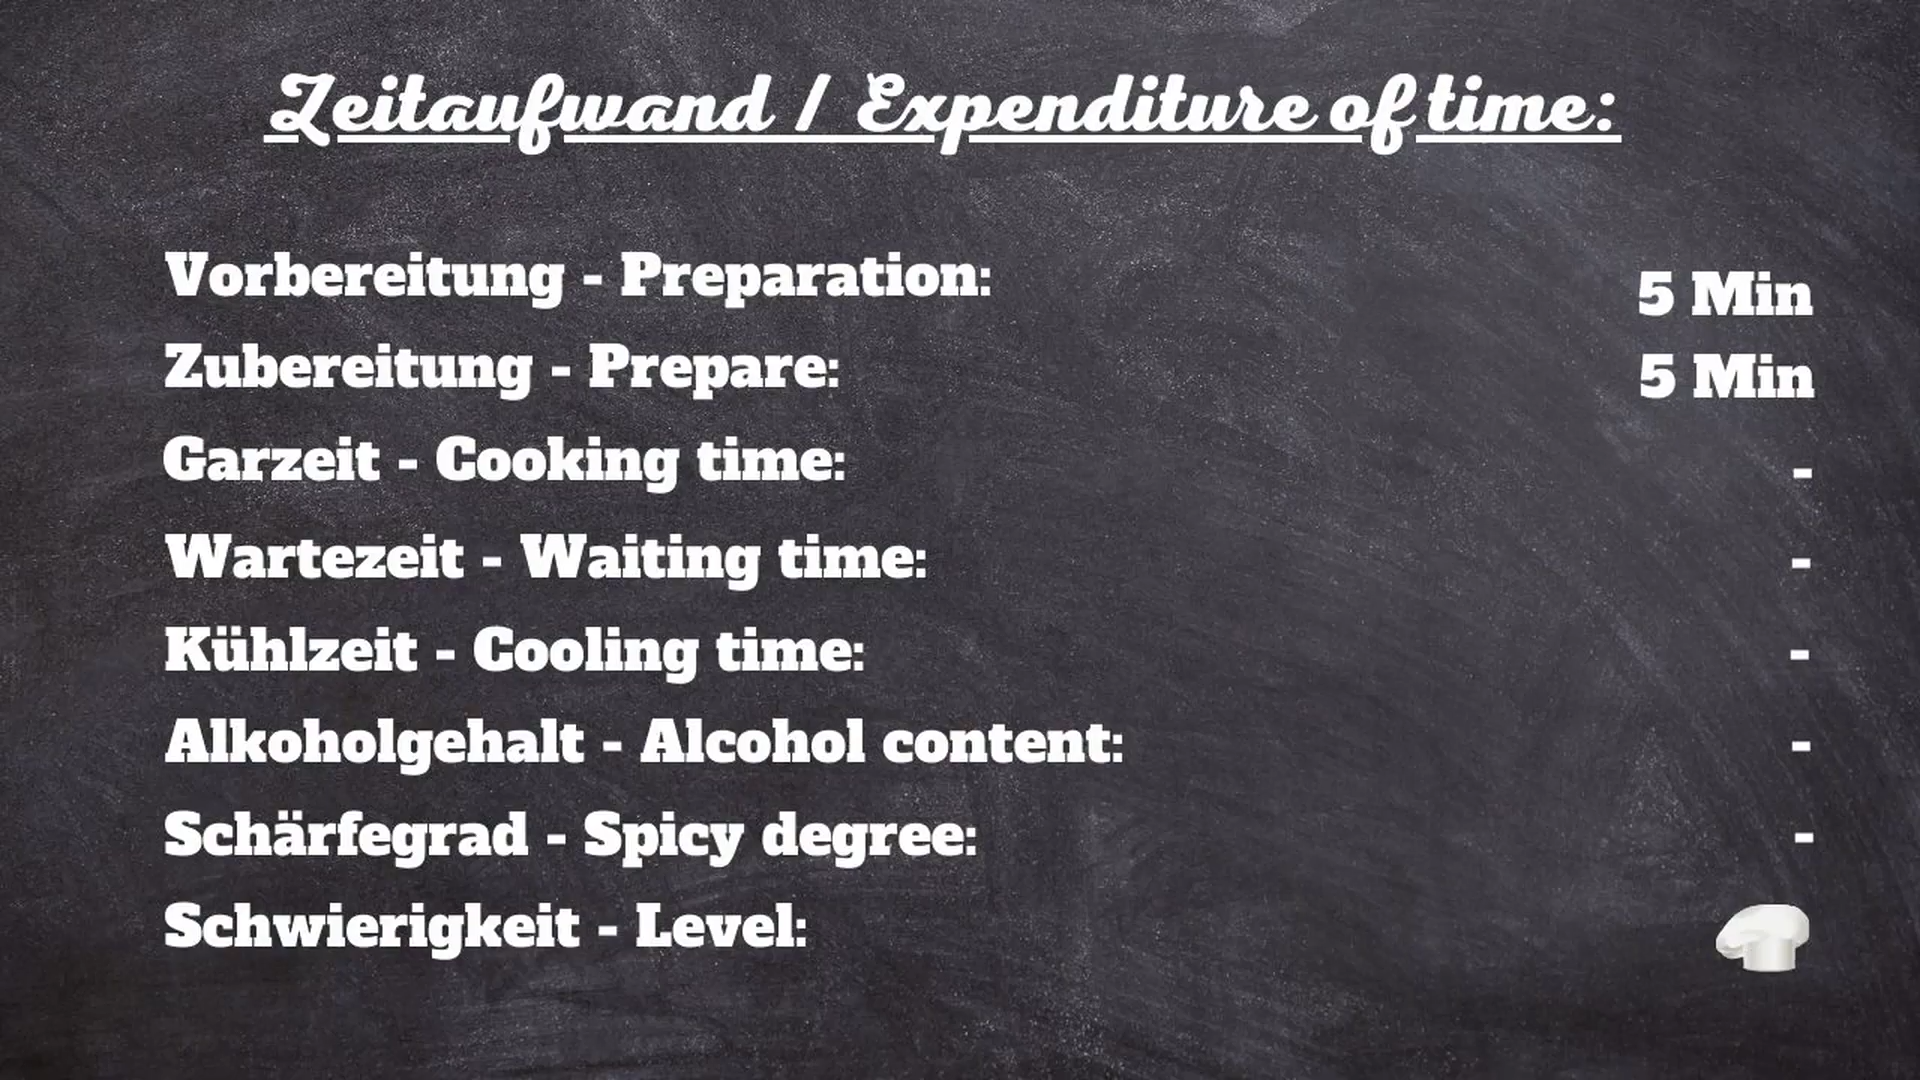 Zeitaufwand / Expenditure of time:
Vorbereitung - Preparation: 5 Min
Zubereitung - Prepare: 5 Min
Garzeit - Cooking time: -
Wartezeit - Waiting time: -
Kühlzeit - Cooling time: -
Alkoholgehalt - Alcohol content: -
Schärfegrad - Spicy degree: -
Schwierigkeit - Level: